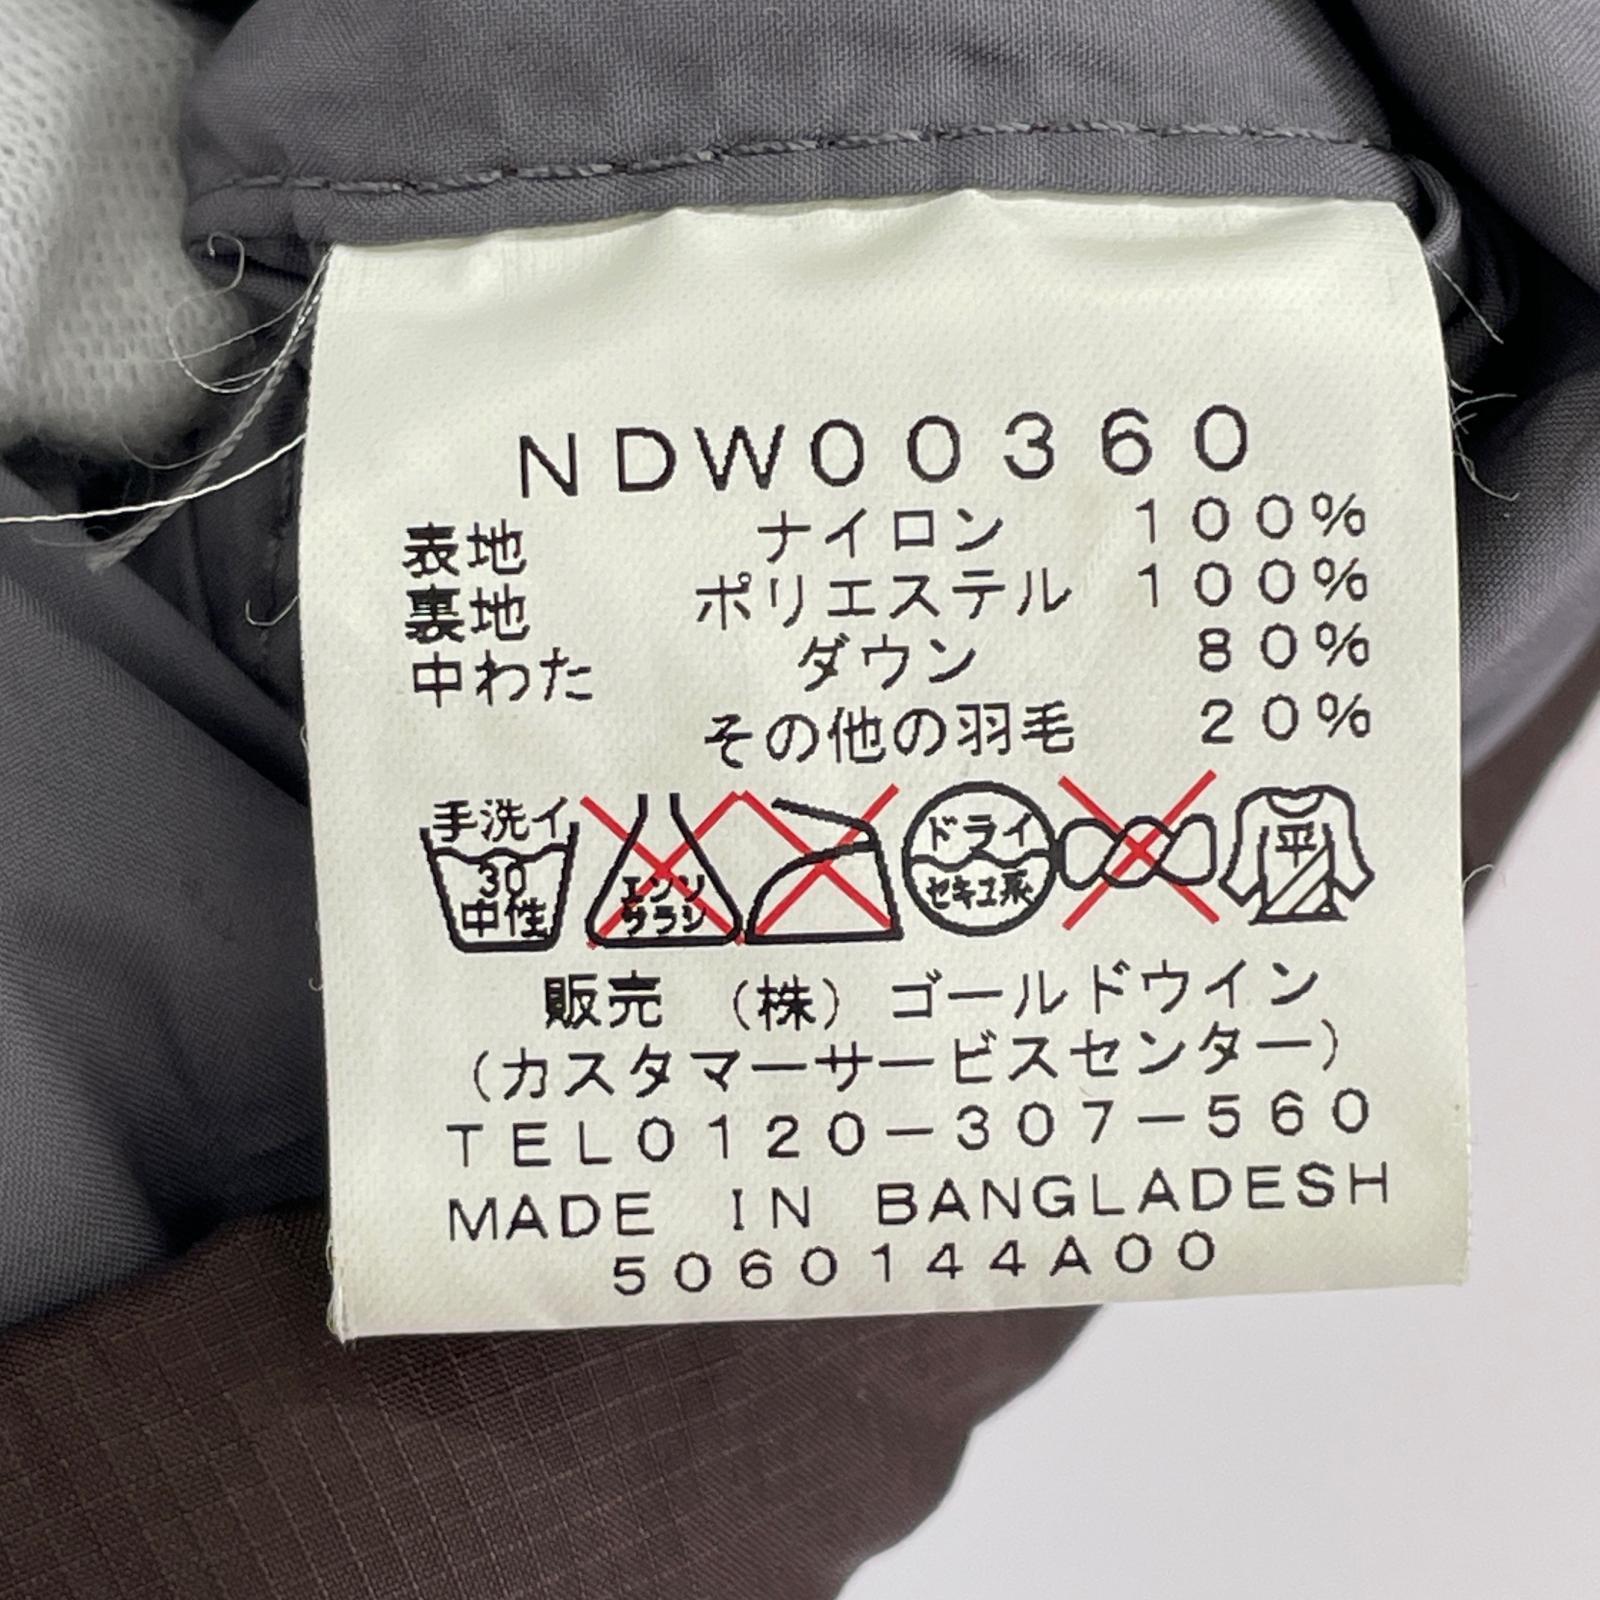 NDW00360
表地 ナイロン 100%
裏地 ポリエステル 100%
中わた ダウン 80%
その他の羽毛 20%
手洗イ 30 中性 エンソ サラシ ドライ セキユ系 平
販売 (株) ゴールドウイン
(カスタマーサービスセンター)
TEL0120-307-560
MADE IN BANGLADESH
5060144A00